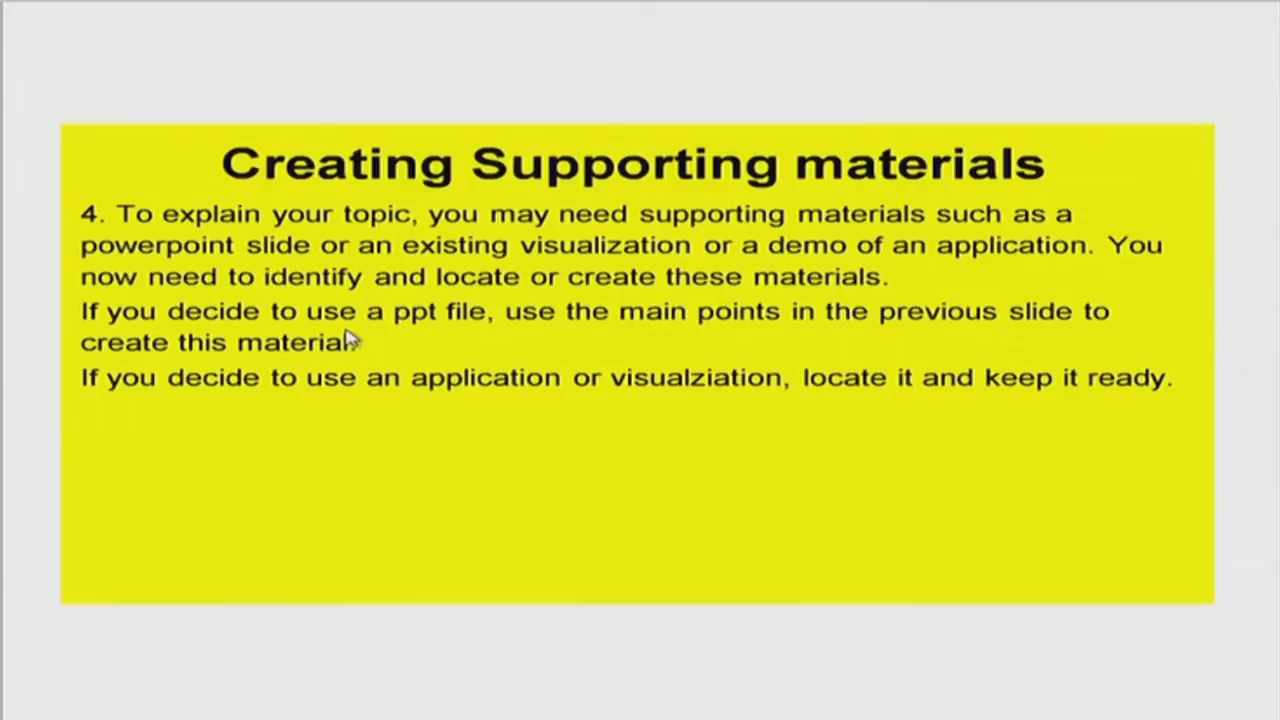 Creating Supporting materials
4. To explain your topic, you may need supporting materials such as a
powerpoint slide or an existing visualization or a demo of an application. You
now need to identify and locate or create these materials.
If you decide to use a ppt file, use the main points in the previous slide to
create this material
If you decide to use an application or visualziation, locate it and keep it ready.